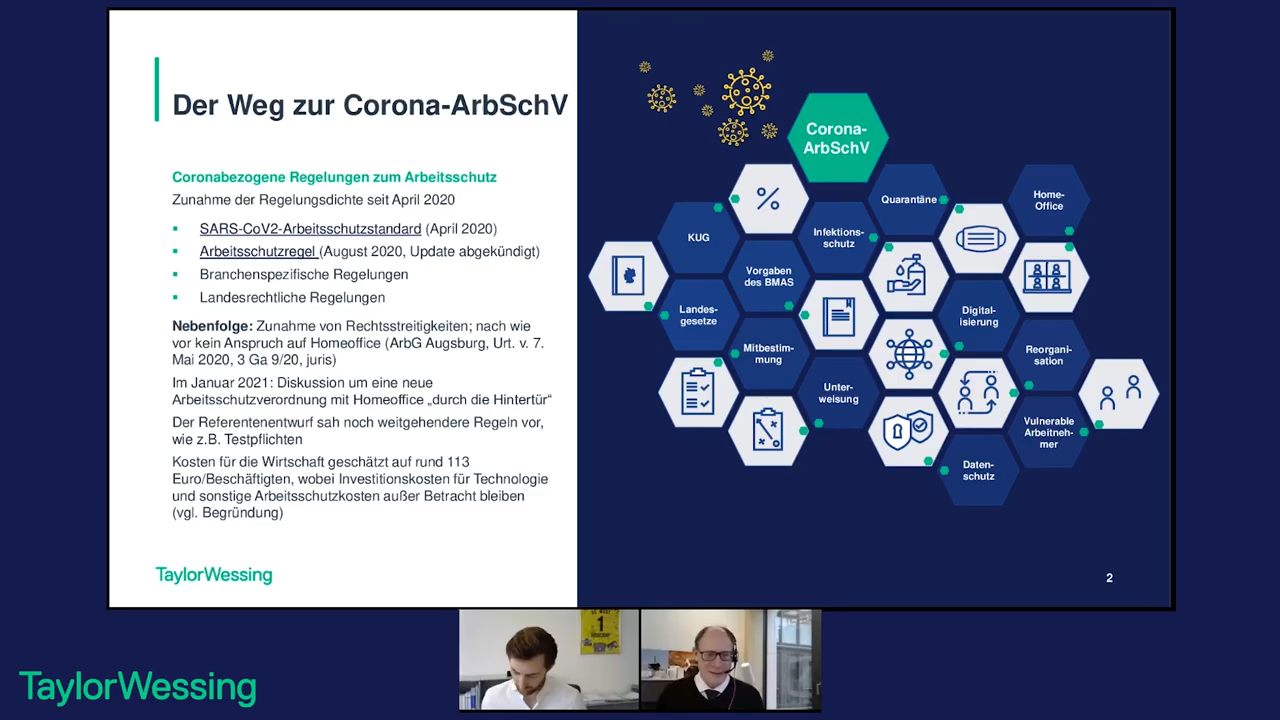 Der Weg zur Corona-ArbSchV
Coronabezogene Regelungen zum Arbeitsschutz
Zunahme der Regelungsdichte seit April 2020
▪ SARS-CoV2-Arbeitsschutzstandard (April 2020)
▪ Arbeitsschutzregel (August 2020, Update abgekündigt)
▪ Branchenspezifische Regelungen
▪ Landesrechtliche Regelungen
Nebenfolge: Zunahme von Rechtsstreitigkeiten; nach wie
vor kein Anspruch auf Homeoffice (ArbG Augsburg, Urt. v. 7.
Mai 2020, 3 Ga 9/20, juris)
Im Januar 2021: Diskussion um eine neue
Arbeitsschutzverordnung mit Homeoffice „durch die Hintertür“
Der Referentenentwurf sah noch weitgehendere Regeln vor,
wie z.B. Testpflichten
Kosten für die Wirtschaft geschätzt auf rund 113
Euro/Beschäftigten, wobei Investitionskosten für Technologie
und sonstige Arbeitsschutzkosten außer Betracht bleiben
(vgl. Begründung)
TaylorWessing
Corona-
ArbSchV
%
Quarantäne
Home-
Office
KUG
Infektions-
schutz
Vorgaben
des BMAS
Landes-
gesetze
Digital-
isierung
Mitbestim-
mung
Reorgani-
sation
Unter-
weisung
Vulnerable
Arbeitneh-
mer
Daten-
schutz
2
1
TaylorWessing